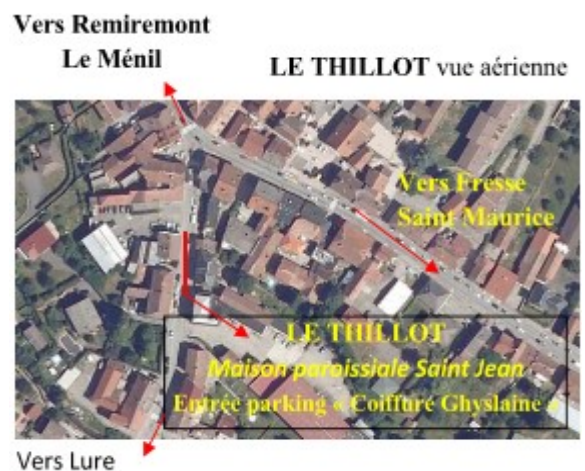 Vers Remiremont
Le Ménil
LE THILLOT vue aérienne
Vers Fresse
Saint Maurice
LE THILLOT
Maison paroissiale Saint Jean
Entrée parking « Coiffure Ghyslaine »
Vers Lure